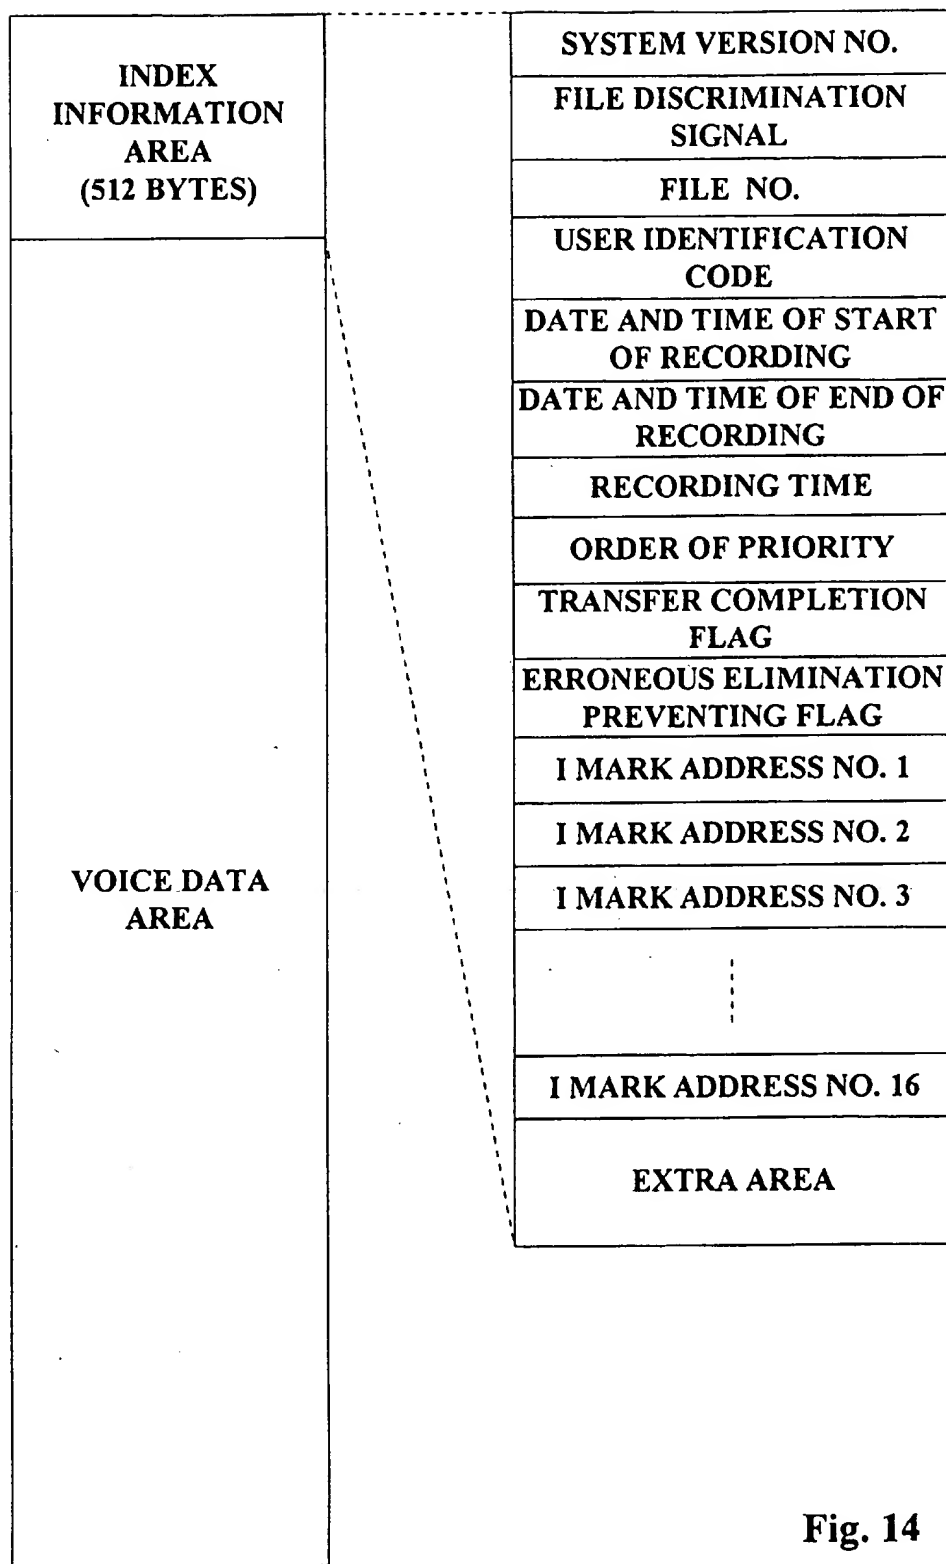 INDEX
INFORMATION
AREA
(512 BYTES)
VOICE DATA
AREA
SYSTEM VERSION NO.
FILE DISCRIMINATION
SIGNAL
FILE NO.
USER IDENTIFICATION
CODE
DATE AND TIME OF START
OF RECORDING
DATE AND TIME OF END OF
RECORDING
RECORDING TIME
ORDER OF PRIORITY
TRANSFER COMPLETION
FLAG
ERRONEOUS ELIMINATION
PREVENTING FLAG
I MARK ADDRESS NO. 1
I MARK ADDRESS NO. 2
I MARK ADDRESS NO. 3
I MARK ADDRESS NO. 16
EXTRA AREA
Fig. 14